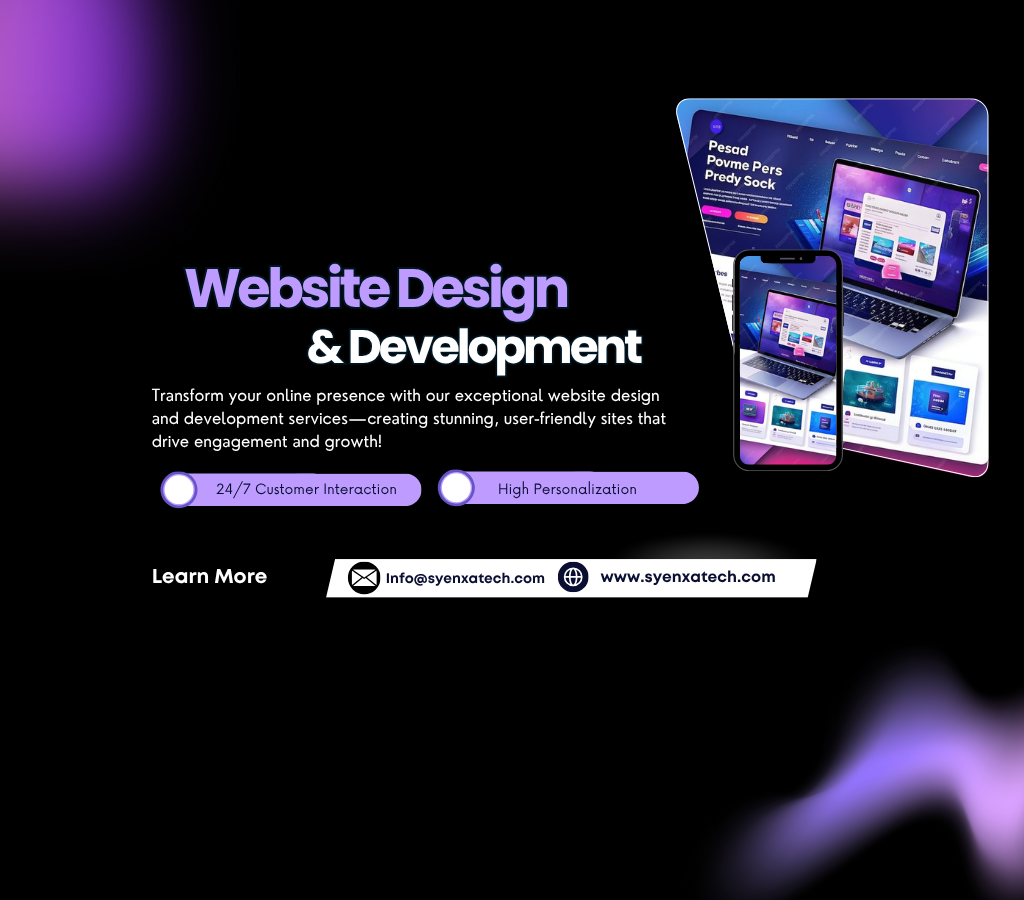 Website Design
& Development
Transform your online presence with our exceptional website design
and development services—creating stunning, user-friendly sites that
drive engagement and growth!
24/7 Customer Interaction
High Personalization
Learn More
Info@syenxatech.com
www.syenxatech.com
Pesad
Povme Pers
Predy Sock